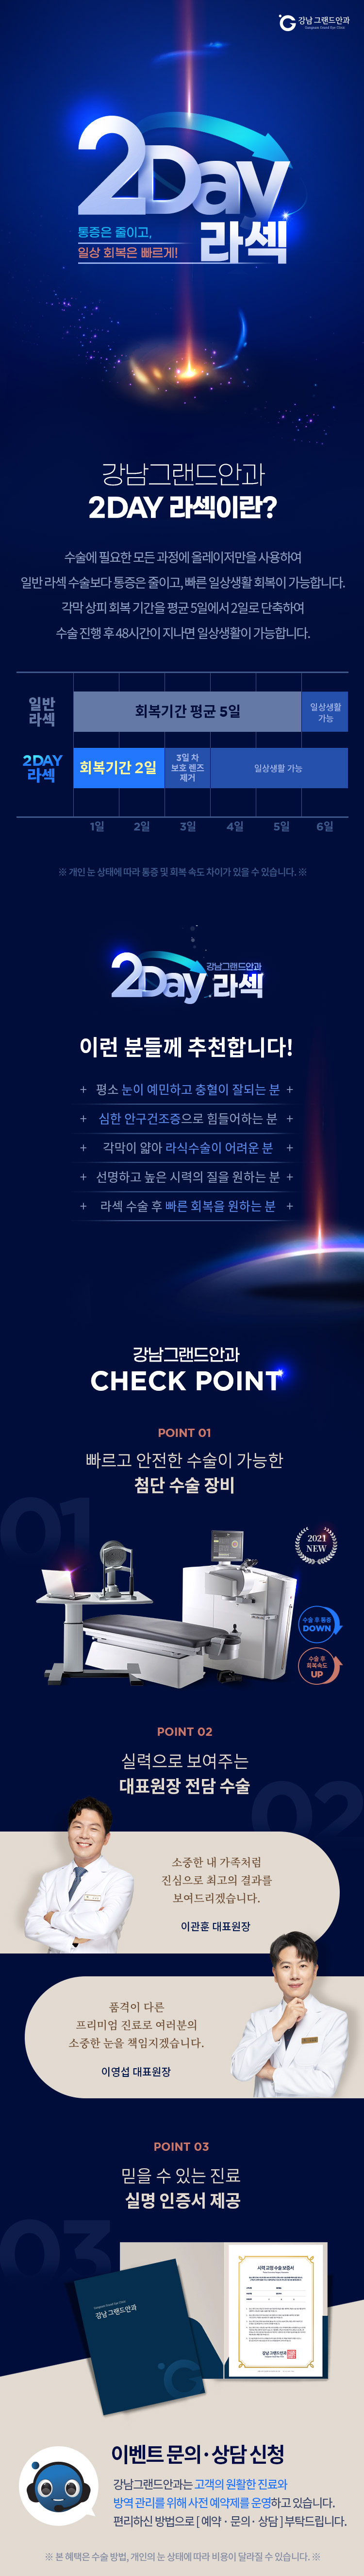 강남 그랜드안과
Gangnam Grand Eye Clinic
2Day
라섹
통증은 줄이고,
일상 회복은 빠르게!
강남그랜드안과
2DAY 라섹이란?
수술에 필요한 모든 과정에 올레이저만을 사용하여
일반 라섹 수술보다 통증은 줄이고, 빠른 일상생활 회복이 가능합니다.
각막 상피 회복 기간을 평균 5일에서 2일로 단축하여
수술 진행 후 48시간이 지나면 일상생활이 가능합니다.
일반
라섹
회복기간 평균 5일
일상생활
가능
2DAY
라섹
회복기간 2일
3일 차
보호 렌즈
제거
일상생활 가능
1일 2일 3일 4일 5일 6일
※ 개인 눈 상태에 따라 통증 및 회복 속도 차이가 있을 수 있습니다. ※
강남그랜드안과
2Day 라섹
이런 분들께 추천합니다!
+ 평소 눈이 예민하고 충혈이 잘되는 분 +
+ 심한 안구건조증으로 힘들어하는 분 +
+ 각막이 얇아 라식수술이 어려운 분 +
+ 선명하고 높은 시력의 질을 원하는 분 +
+ 라섹 수술 후 빠른 회복을 원하는 분 +
강남그랜드안과
CHECK POINT
POINT 01
빠르고 안전한 수술이 가능한
첨단 수술 장비
01
2021
NEW
수술 후 통증
DOWN
수술 후
회복속도
UP
POINT 02
실력으로 보여주는
대표원장 전담 수술
02
소중한 내 가족처럼
진심으로 최고의 결과를
보여드리겠습니다.
이관훈 대표원장
품격이 다른
프리미엄 진료로 여러분의
소중한 눈을 책임지겠습니다.
이영섭 대표원장
POINT 03
믿을 수 있는 진료
실명 인증서 제공
03
강남 그랜드안과
시력 교정 수술 보증서
이벤트 문의 · 상담 신청
강남그랜드안과는 고객의 원활한 진료와
방역 관리를 위해 사전 예약제를 운영하고 있습니다.
편리하신 방법으로 [ 예약 · 문의 · 상담 ] 부탁드립니다.
※ 본 혜택은 수술 방법, 개인의 눈 상태에 따라 비용이 달라질 수 있습니다. ※